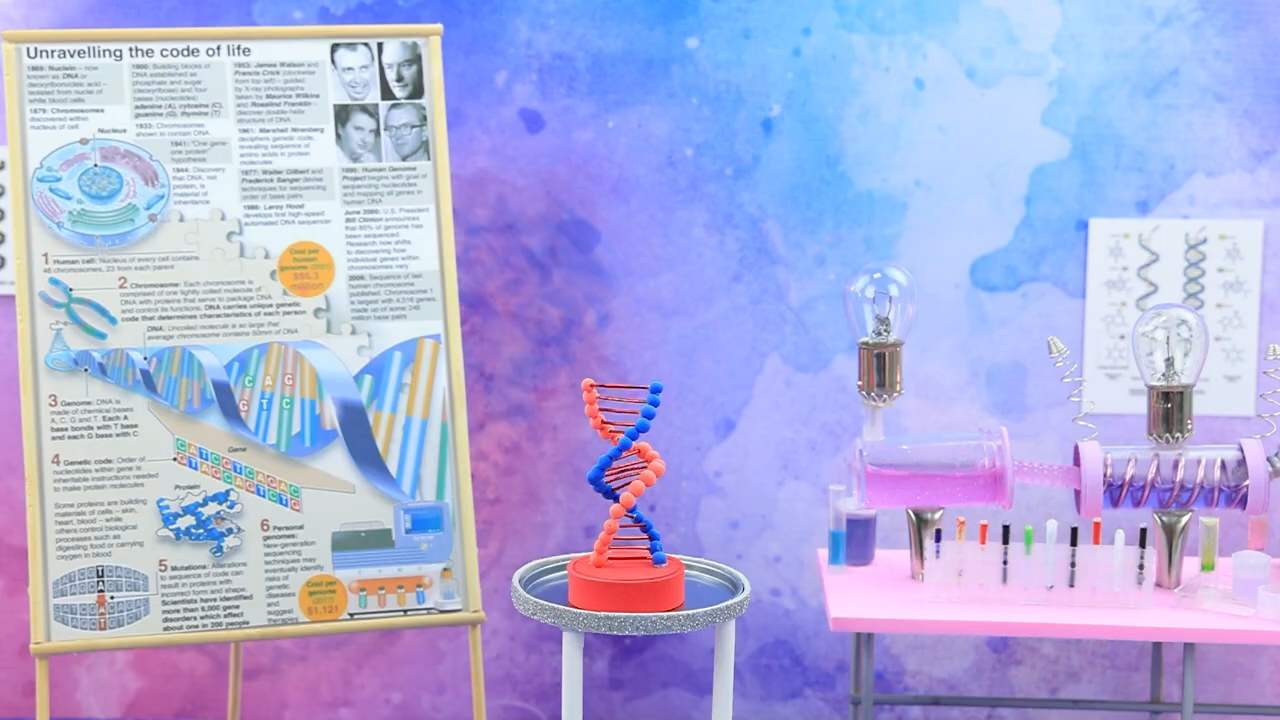 Unravelling the code of life
1869: Nuclein – now
known as DNA or
deoxyribonucleic acid –
isolated from nuclei of
white blood cells
1879: Chromosomes
discovered within
nucleus of cell
Nucleus
1900: Building blocks of
DNA established as
phosphate and sugar
(deoxyribose) and four
bases (nucleotides)
adenine (A), cytosine (C),
guanine (G), thymine (T)
1933: Chromosomes
shown to contain DNA
1941: "One gene-
one protein"
hypothesis
1944: Discovery
that DNA, not
protein, is
material of
inheritance
1953: James Watson and
Francis Crick (clockwise
from top left) – guided
by X-ray photographs
taken by Maurice Wilkins
and Rosalind Franklin –
discover double-helix
structure of DNA
1961: Marshall Nirenberg
deciphers genetic code,
revealing sequence of
amino acids in protein
molecules
1977: Walter Gilbert and
Frederick Sanger devise
techniques for sequencing
order of base pairs
1986: Leroy Hood
develops first high-speed
automated DNA sequencer
1990: Human Genome
Project begins with goal of
sequencing nucleotides
and mapping all genes in
human DNA
June 2000: U.S. President
Bill Clinton announces
that 85% of genome has
been sequenced.
Research now shifts
to discovering how
individual genes within
chromosomes vary
2006: Sequence of last
human chromosome
published. Chromosome 1
is largest with 4,316 genes,
made up of some 249
million base pairs
Cost per
human
genome (2001)
$95.3
million
1 Human cell: Nucleus of every cell contains
46 chromosomes, 23 from each parent
2 Chromosome: Each chromosome is
comprised of one tightly coiled molecule of
DNA with proteins that serve to package DNA
and control its functions. DNA carries unique genetic
code that determines characteristics of each person
DNA: Uncoiled molecule is so large that
average chromosome contains 50mm of DNA
C A G
G T C
3 Genome: DNA is
made of chemical bases
A, C, G and T. Each A
base bonds with T base
and each G base with C
Gene
CATCGTCAGAC
GTAGCAGTCTG
4 Genetic code: Order of
nucleotides within gene is
inheritable instructions needed
to make protein molecules
Protein
Some proteins are building
materials of cells – skin,
heart, blood – while
others control biological
processes such as
digesting food or carrying
oxygen in blood
5 Mutations: Alterations
to sequence of code can
result in proteins with
incorrect form and shape.
Scientists have identified
more than 6,000 gene
disorders which affect
about one in 200 people
6 Personal
genomes:
New-generation
sequencing
techniques may
eventually identify
risks of
genetic
diseases
and
suggest
therapies
Cost per
genome
(2017)
$1,121